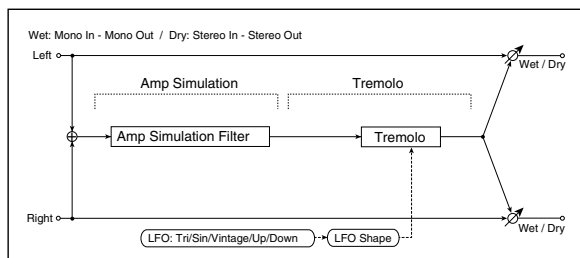 Wet: Mono In - Mono Out / Dry: Stereo In - Stereo Out
Left
Wet / Dry
Amp Simulation
Tremolo
Amp Simulation Filter
Tremolo
Right
Wet / Dry
LFO: Tri/Sin/Vintage/Up/Down
LFO Shape